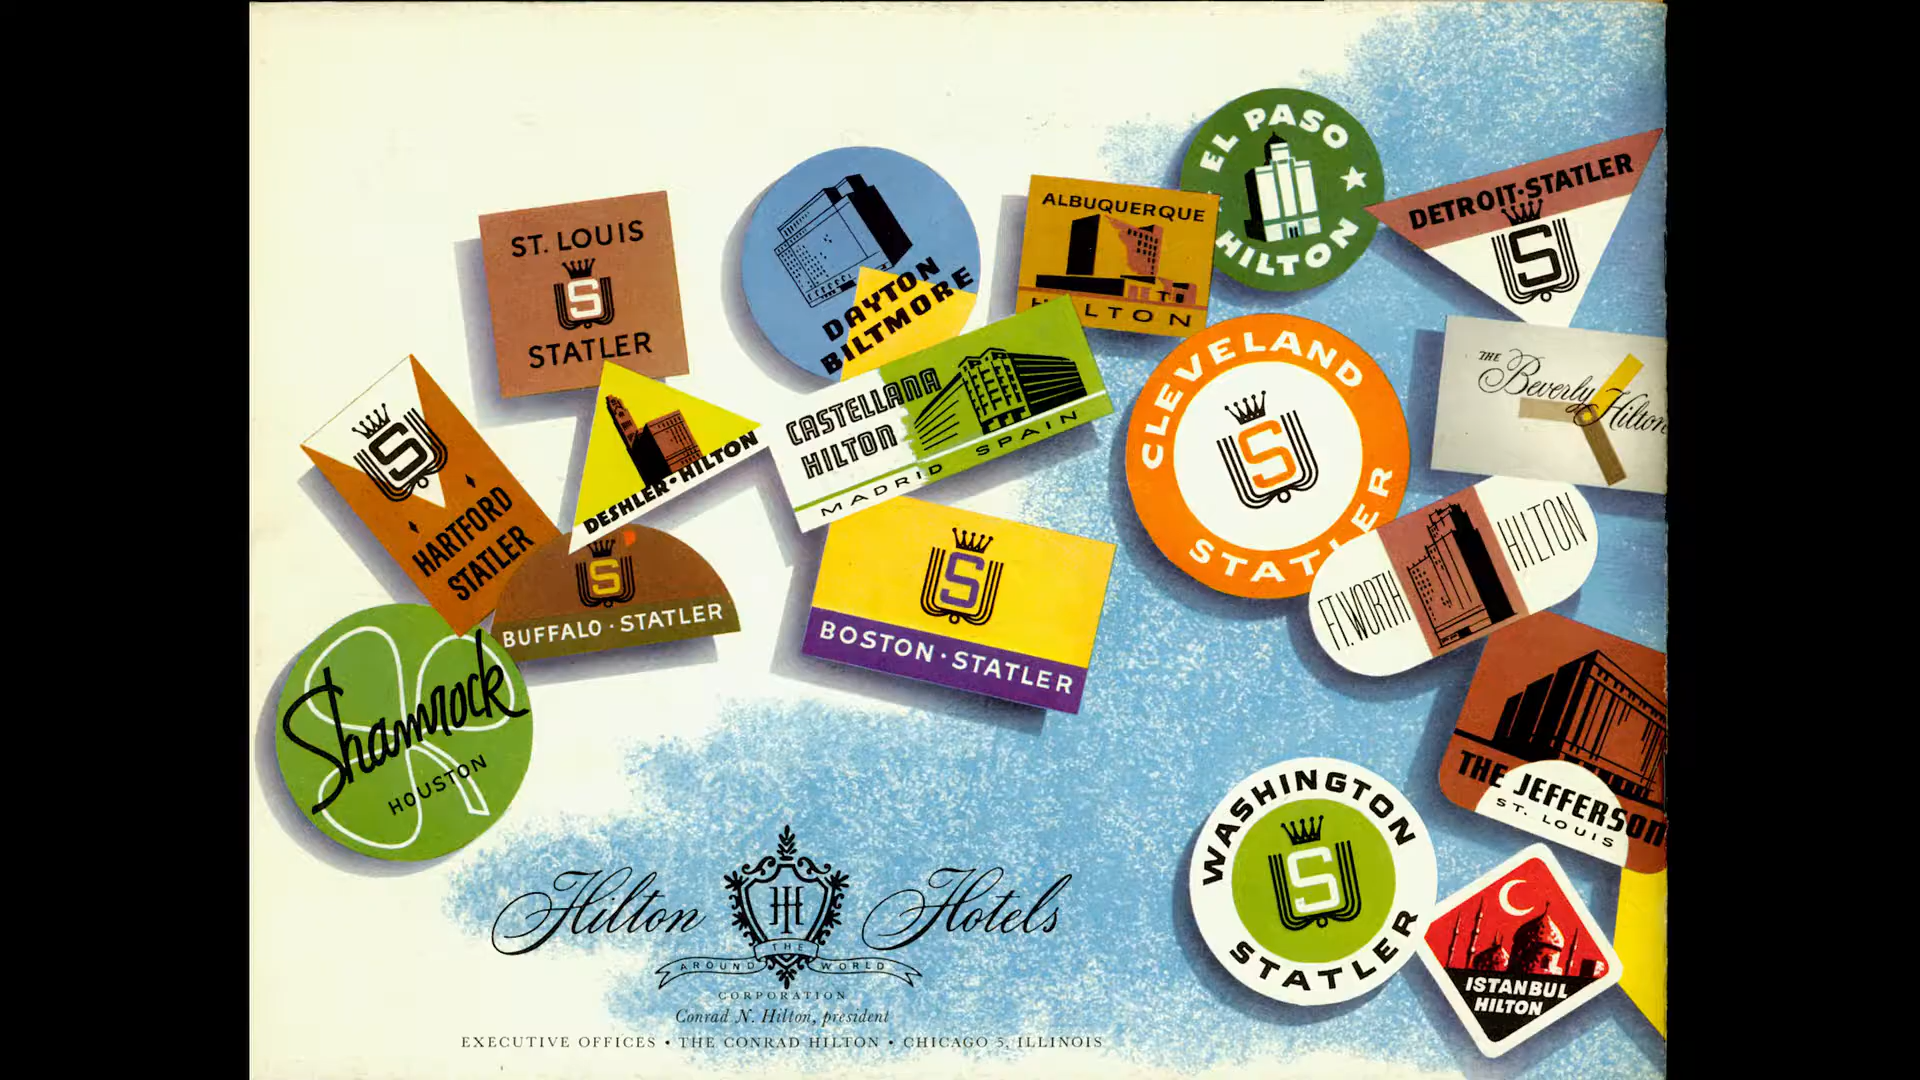 EL PASO
HILTON
DETROIT·STATLER
S
ALBUQUERQUE
HILTON
ST. LOUIS
S
STATLER
DAYTON
BILTMORE
THE
Beverly Hilton
CLEVELAND
S
STATLER
CASTELLANA
HILTON
MADRID SPAIN
S
HARTFORD
STATLER
DESHLER·HILTON
S
BUFFALO·STATLER
S
BOSTON·STATLER
FT. WORTH
HILTON
Shamrock
HOUSTON
THE JEFFERSON
ST. LOUIS
WASHINGTON
S
STATLER
ISTANBUL
HILTON
Hilton H Hotels
THE
AROUND WORLD
CORPORATION
Conrad N. Hilton, president
EXECUTIVE OFFICES • THE CONRAD HILTON • CHICAGO 5, ILLINOIS